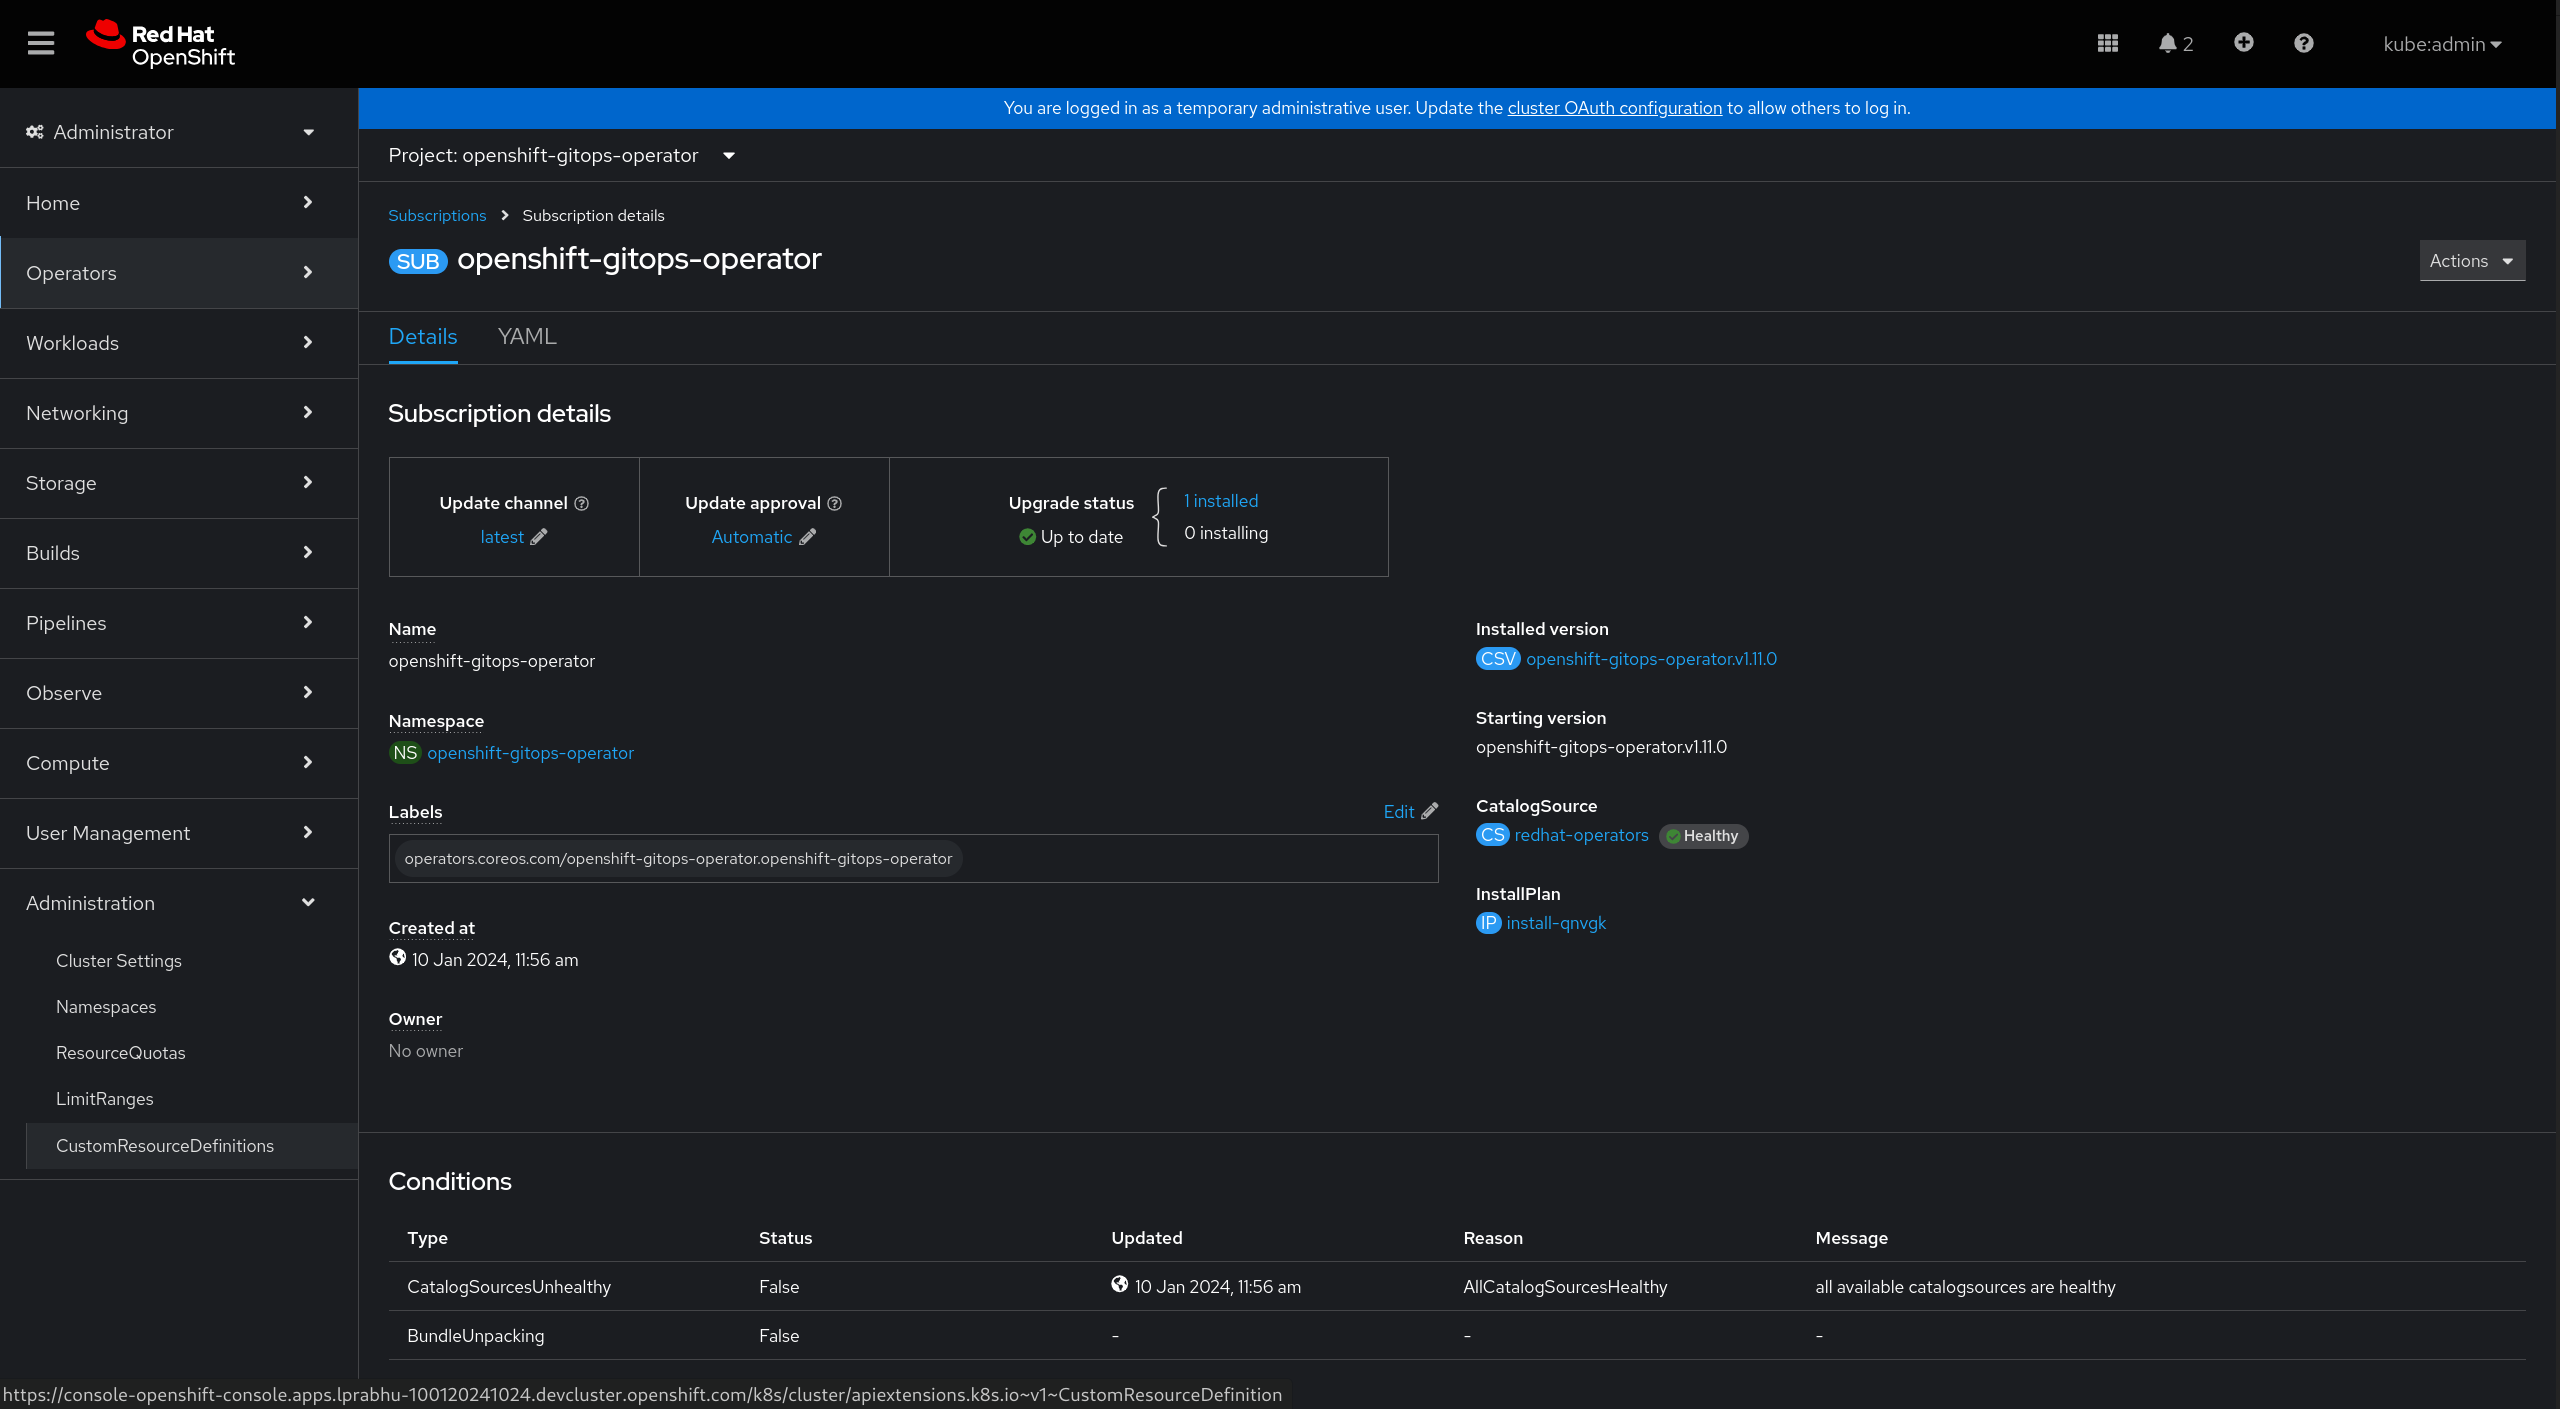 Red Hat
OpenShift
2
kube:admin
You are logged in as a temporary administrative user. Update the cluster OAuth configuration to allow others to log in.
Administrator
Home
Operators
Workloads
Networking
Storage
Builds
Pipelines
Observe
Compute
User Management
Administration
Cluster Settings
Namespaces
ResourceQuotas
LimitRanges
CustomResourceDefinitions
Project: openshift-gitops-operator
Subscriptions > Subscription details
SUB openshift-gitops-operator
Actions
Details YAML
Subscription details
Update channel
latest
Update approval
Automatic
Upgrade status
Up to date
1 installed
0 installing
Name
openshift-gitops-operator
Namespace
NS openshift-gitops-operator
Labels
Edit
operators.coreos.com/openshift-gitops-operator.openshift-gitops-operator
Created at
10 Jan 2024, 11:56 am
Owner
No owner
Installed version
CSV openshift-gitops-operator.v1.11.0
Starting version
openshift-gitops-operator.v1.11.0
CatalogSource
CS redhat-operators Healthy
InstallPlan
IP install-qnvgk
Conditions
Type Status Updated Reason Message
CatalogSourcesUnhealthy False 10 Jan 2024, 11:56 am AllCatalogSourcesHealthy all available catalogsources are healthy
BundleUnpacking False - - -
https://console-openshift-console.apps.lprabhu-100120241024.devcluster.openshift.com/k8s/cluster/apiextensions.k8s.io~v1~CustomResourceDefinition